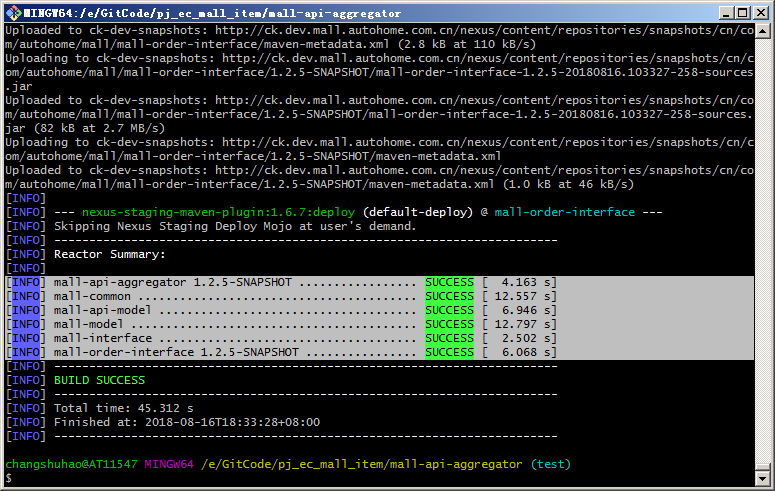 MINGW64:/e/GitCode/pj_ec_mall_item/mall-api-aggregator
Uploaded to ck-dev-snapshots: http://ck.dev.mall.autohome.com.cn/nexus/content/repositories/snapshots/cn/co
m/autohome/mall/mall-order-interface/maven-metadata.xml (2.8 kB at 110 kB/s)
Uploading to ck-dev-snapshots: http://ck.dev.mall.autohome.com.cn/nexus/content/repositories/snapshots/cn/c
om/autohome/mall/mall-order-interface/1.2.5-SNAPSHOT/mall-order-interface-1.2.5-20180816.103327-258-sources
.jar
Uploaded to ck-dev-snapshots: http://ck.dev.mall.autohome.com.cn/nexus/content/repositories/snapshots/cn/co
m/autohome/mall/mall-order-interface/1.2.5-SNAPSHOT/mall-order-interface-1.2.5-20180816.103327-258-sources.
jar (82 kB at 2.7 MB/s)
Uploading to ck-dev-snapshots: http://ck.dev.mall.autohome.com.cn/nexus/content/repositories/snapshots/cn/c
om/autohome/mall/mall-order-interface/1.2.5-SNAPSHOT/maven-metadata.xml
Uploaded to ck-dev-snapshots: http://ck.dev.mall.autohome.com.cn/nexus/content/repositories/snapshots/cn/co
m/autohome/mall/mall-order-interface/1.2.5-SNAPSHOT/maven-metadata.xml (1.0 kB at 46 kB/s)
[INFO]
[INFO] --- nexus-staging-maven-plugin:1.6.7:deploy (default-deploy) @ mall-order-interface ---
[INFO] Skipping Nexus Staging Deploy Mojo at user's demand.
[INFO] ------------------------------------------------------------------------
[INFO] Reactor Summary:
[INFO]
[INFO] mall-api-aggregator 1.2.5-SNAPSHOT ................. SUCCESS [  4.163 s]
[INFO] mall-common ........................................ SUCCESS [ 12.557 s]
[INFO] mall-api-model ..................................... SUCCESS [  6.946 s]
[INFO] mall-model ......................................... SUCCESS [ 12.797 s]
[INFO] mall-interface ..................................... SUCCESS [  2.502 s]
[INFO] mall-order-interface 1.2.5-SNAPSHOT ................ SUCCESS [  6.068 s]
[INFO] ------------------------------------------------------------------------
[INFO] BUILD SUCCESS
[INFO] ------------------------------------------------------------------------
[INFO] Total time: 45.312 s
[INFO] Finished at: 2018-08-16T18:33:28+08:00
[INFO] ------------------------------------------------------------------------
changshuhao@AT11547 MINGW64 /e/GitCode/pj_ec_mall_item/mall-api-aggregator (test)
$